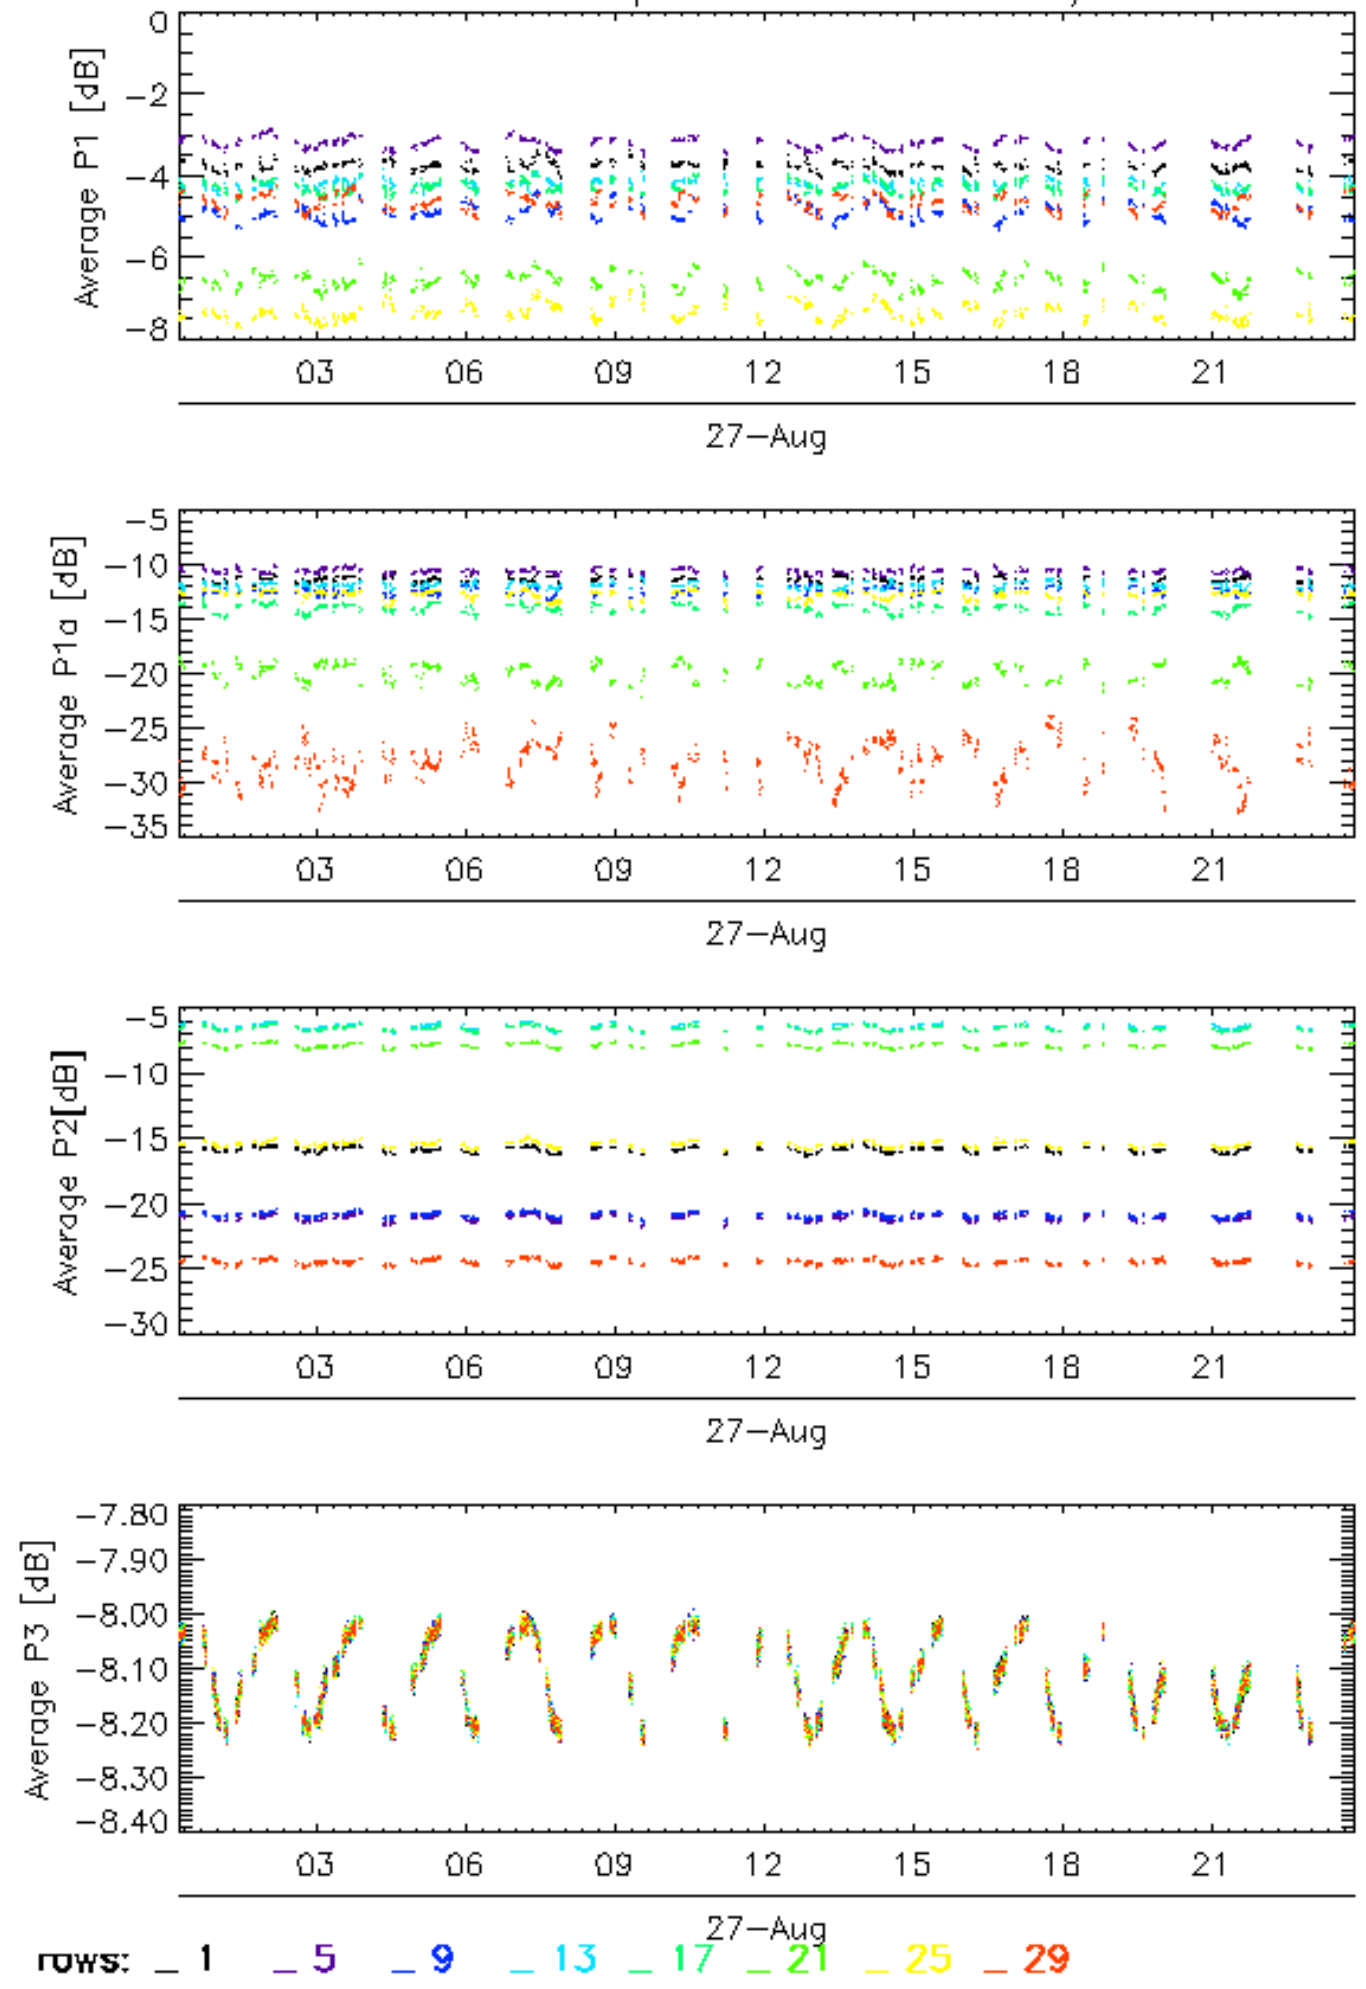 0
-2
-4
-6
-8
Average P1 [dB]
03 06 09 12 15 18 21
27-Aug
-5
-10
-15
-20
-25
-30
-35
Average P1a [dB]
03 06 09 12 15 18 21
27-Aug
-5
-10
-15
-20
-25
-30
Average P2[dB]
03 06 09 12 15 18 21
27-Aug
-7.80
-7.90
-8.00
-8.10
-8.20
-8.30
-8.40
Average P3 [dB]
03 06 09 12 15 18 21
27-Aug
rows: _ 1 _ 5 _ 9 _ 13 _ 17 _ 21 _ 25 _ 29